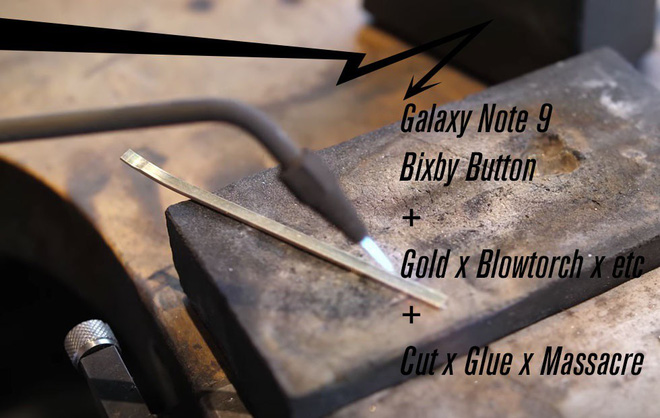 Galaxy Note 9
Bixby Button
+
Gold x Blowtorch x etc
+
Cut x Glue x Massacre